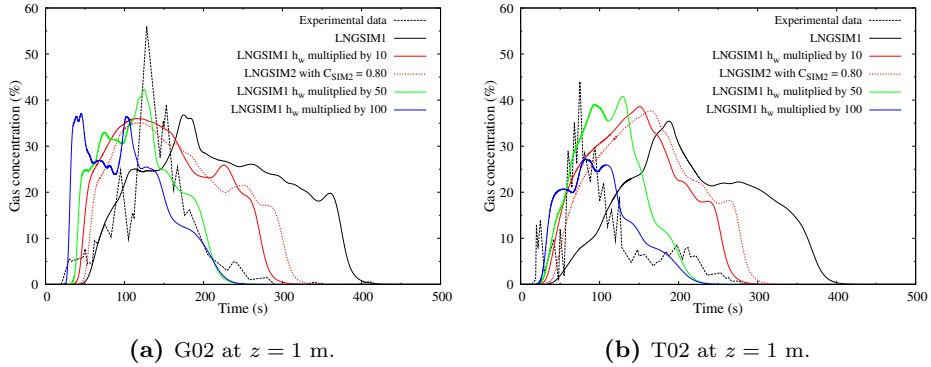 Experimental data
LNGSIM1
LNGSIM1 h_w multiplied by 10
LNGSIM2 with C_SIM2 = 0.80
LNGSIM1 h_w multiplied by 50
LNGSIM1 h_w muitiplied by 100
Gas concentration (%)
60
50
40
30
20
10
0
0 100 200 300 400 500
Time (s)
(a) G02 at z = 1 m.
Experimental data
LNGSIM1
LNGSIM1 h_w multiplied by 10
LNGSIM2 with C_SIM2 = 0.80
LNGSIM1 h_w multiplied by 50
LNGSIM1 h_w multiplied by 100
Gas concentration (%)
60
50
40
30
20
10
0
0 100 200 300 400 500
Time (s)
(b) T02 at z = 1 m.